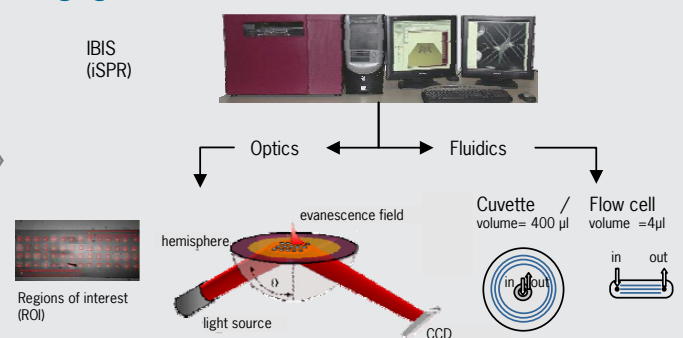 IBIS
(iSPR)
Optics
Fluidics
Cuvette / Flow cell
volume= 400 µl volume =4µl
evanescence field
hemisphere
θ
in out
in out
Regions of interest
(ROI)
light source
CCD